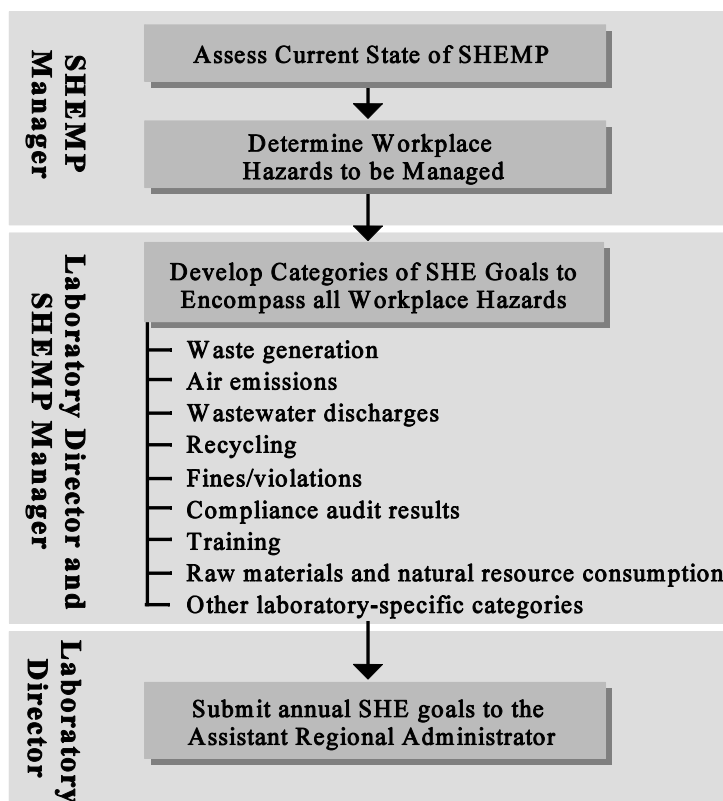 SHEMP
Manager
Assess Current State of SHEMP
Determine Workplace
Hazards to be Managed
Laboratory Director and
SHEMP Manager
Develop Categories of SHE Goals to
Encompass all Workplace Hazards
Waste generation
Air emissions
Wastewater discharges
Recycling
Fines/violations
Compliance audit results
Training
Raw materials and natural resource consumption
Other laboratory-specific categories
Laboratory
Director
Submit annual SHE goals to the
Assistant Regional Administrator